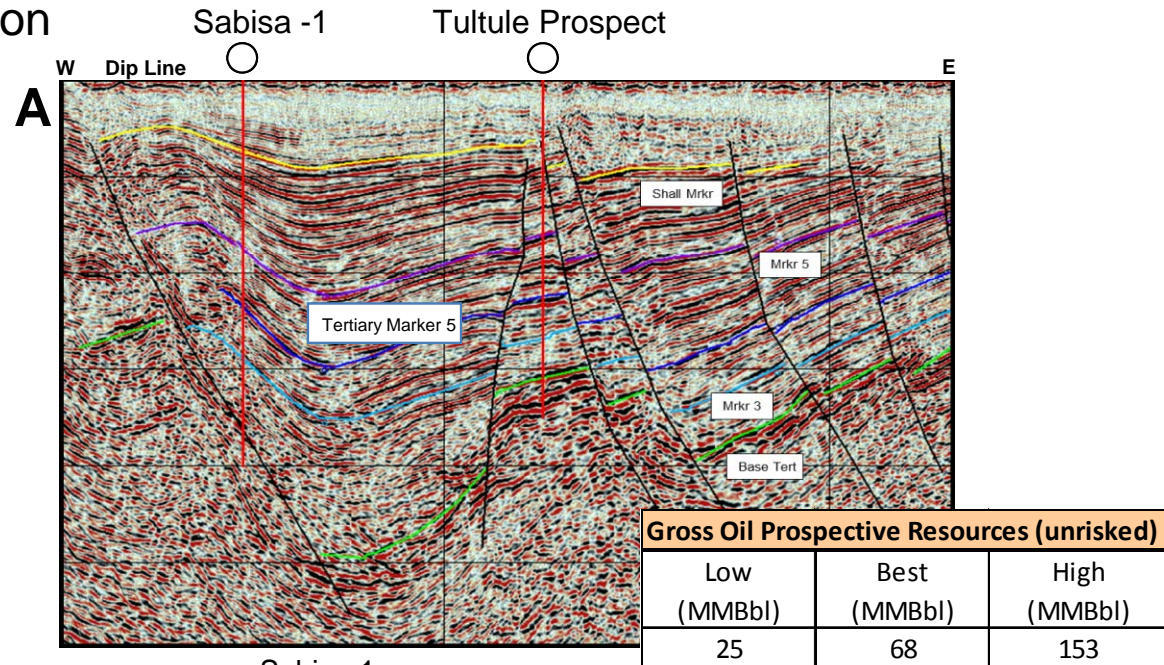 on
Sabisa -1 Tultule Prospect
W Dip Line E
A
Shall Mrkr
Mrkr 5
Tertiary Marker 5
Mrkr 3
Base Tert
Gross Oil Prospective Resources (unrisked)
Low Best High
(MMBbl) (MMBbl) (MMBbl)
25 68 153